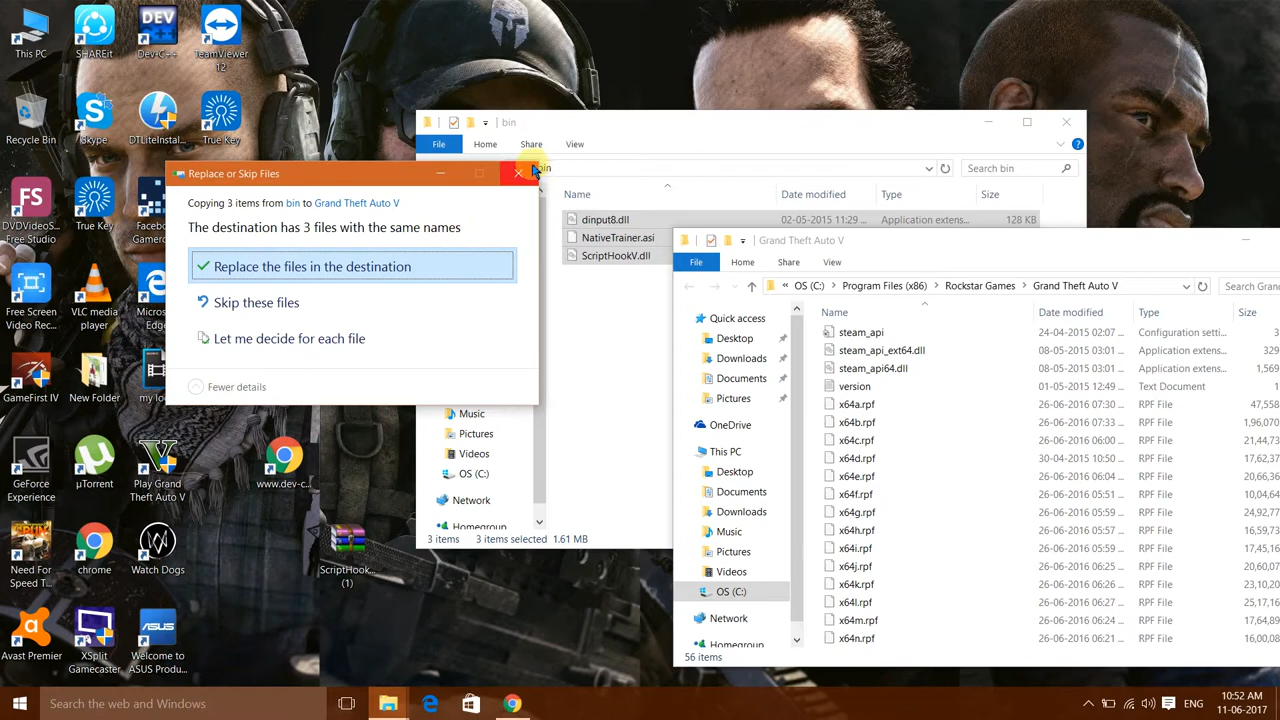 This PC
SHAREit
Dev-C++
TeamViewer
12
Recycle Bin
Skype
DTLiteInstal...
True Key
DVDVideoS...
Free Studio
True Key
Faceb
Gamerc
Free Screen
Video Rec...
VLC media
player
Microsoft
Edge
GameFirst IV
New Folder
my lo
GeForce
Experience
µTorrent
Play Grand
Theft Auto V
www.dev-c...
Need For
Speed T...
chrome
Watch Dogs
ScriptHook...
(1)
Avast Premier
XSplit
Gamecaster
Welcome to
ASUS Produ...
Replace or Skip Files
Copying 3 items from bin to Grand Theft Auto V
The destination has 3 files with the same names
Replace the files in the destination
Skip these files
Let me decide for each file
Fewer details
bin
File Home Share View
bin
Search bin
Name Date modified Type Size
dinput8.dll 02-05-2015 11:29 ... Application extens... 128 KB
NativeTrainer.asi
ScriptHookV.dll
Music
Pictures
Videos
OS (C:)
Network
Homegroup
3 items 3 items selected 1.61 MB
Grand Theft Auto V
File Home Share View
« OS (C:) Program Files (x86) Rockstar Games Grand Theft Auto V
Search Gran
Quick access
Desktop
Downloads
Documents
Pictures
OneDrive
This PC
Desktop
Documents
Downloads
Music
Pictures
Videos
OS (C:)
Network
Homegroup
Name Date modified Type Size
steam_api 24-04-2015 02:07 ... Configuration setti... 3
steam_api_ext64.dll 08-05-2015 03:01 ... Application extens... 329
steam_api64.dll 08-05-2015 03:01 ... Application extens... 1,569
version 01-05-2015 12:49 ... Text Document
x64a.rpf 26-06-2016 07:30 ... RPF File 47,558
x64b.rpf 26-06-2016 07:33 ... RPF File 1,96,070
x64c.rpf 26-06-2016 06:00 ... RPF File 21,44,73
x64d.rpf 30-04-2015 10:50 ... RPF File 17,62,37
x64e.rpf 26-06-2016 06:09 ... RPF File 20,66,36
x64f.rpf 26-06-2016 05:51 ... RPF File 10,04,64
x64g.rpf 26-06-2016 05:59 ... RPF File 24,92,77
x64h.rpf 26-06-2016 05:57 ... RPF File 16,59,73
x64i.rpf 26-06-2016 05:59 ... RPF File 17,45,16
x64j.rpf 26-06-2016 06:25 ... RPF File 20,60,07
x64k.rpf 26-06-2016 06:26 ... RPF File 23,10,20
x64l.rpf 26-06-2016 06:27 ... RPF File 25,17,16
x64m.rpf 26-06-2016 06:20 ... RPF File 17,64,89
x64n.rpf 26-06-2016 06:21 ... RPF File 16,00,08
56 items
Search the web and Windows
ENG
10:52 AM
11-06-2017